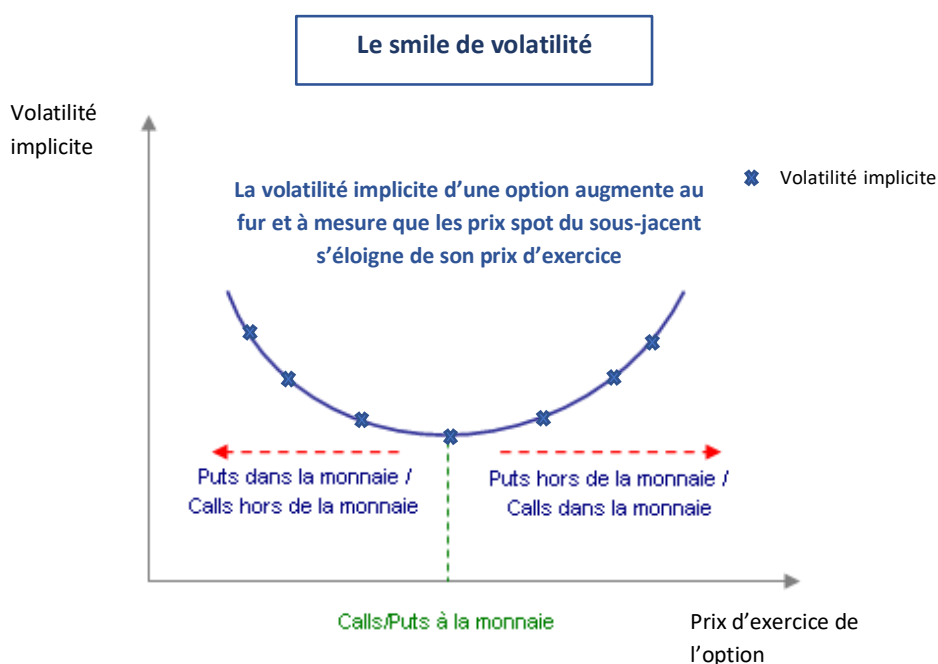 Le smile de volatilité
Volatilité
implicite
La volatilité implicite d’une option augmente au
fur et à mesure que les prix spot du sous-jacent
s’éloigne de son prix d’exercice
Volatilité implicite
Puts dans la monnaie /
Calls hors de la monnaie
Puts hors de la monnaie /
Calls dans la monnaie
Calls/Puts à la monnaie
Prix d’exercice de
l’option